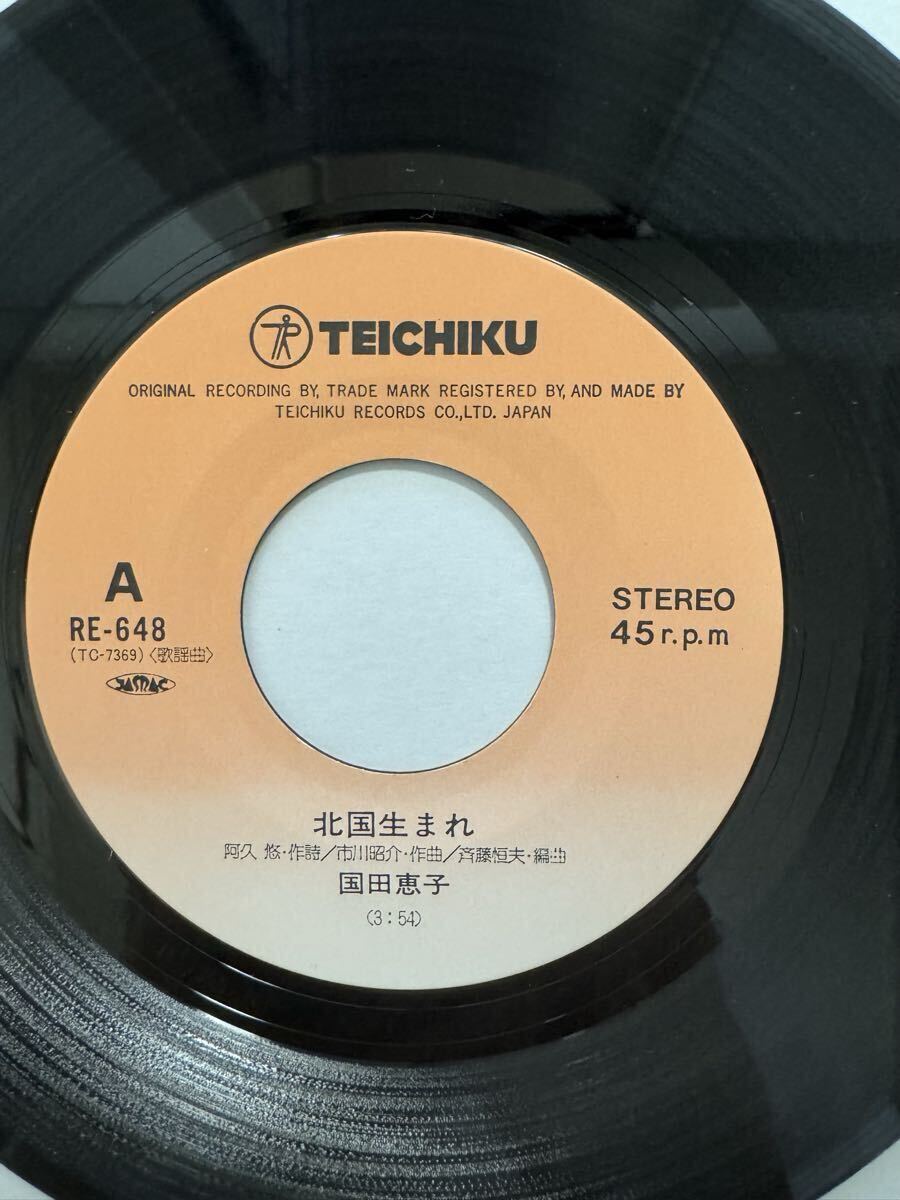 TEICHIKU
ORIGINAL RECORDING BY, TRADE MARK REGISTERED BY, AND MADE BY
TEICHIKU RECORDS CO.,LTD. JAPAN
A
RE-648
(TC-7369)〈歌謡曲〉
JASRAC
STEREO
45 r.p.m
北国生まれ
阿久 悠・作詩/市川昭介・作曲/斉藤恒夫・編曲
国田恵子
(3:54)